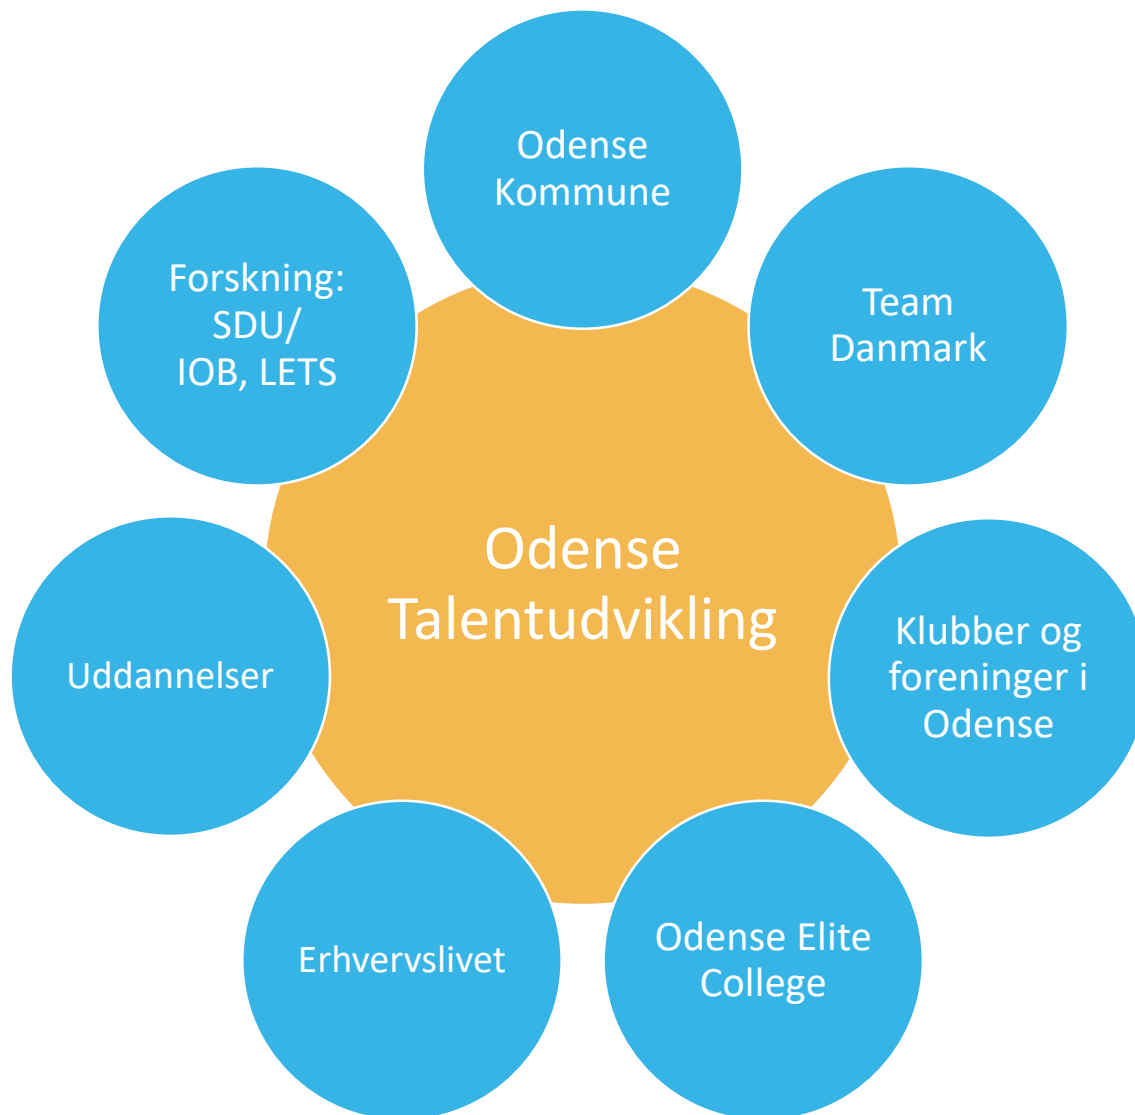 Odense
Kommune
Team
Danmark
Klubber og
foreninger i
Odense
Odense Elite
College
Erhvervslivet
Uddannelser
Forskning:
SDU/
IOB, LETS
Odense
Talentudvikling